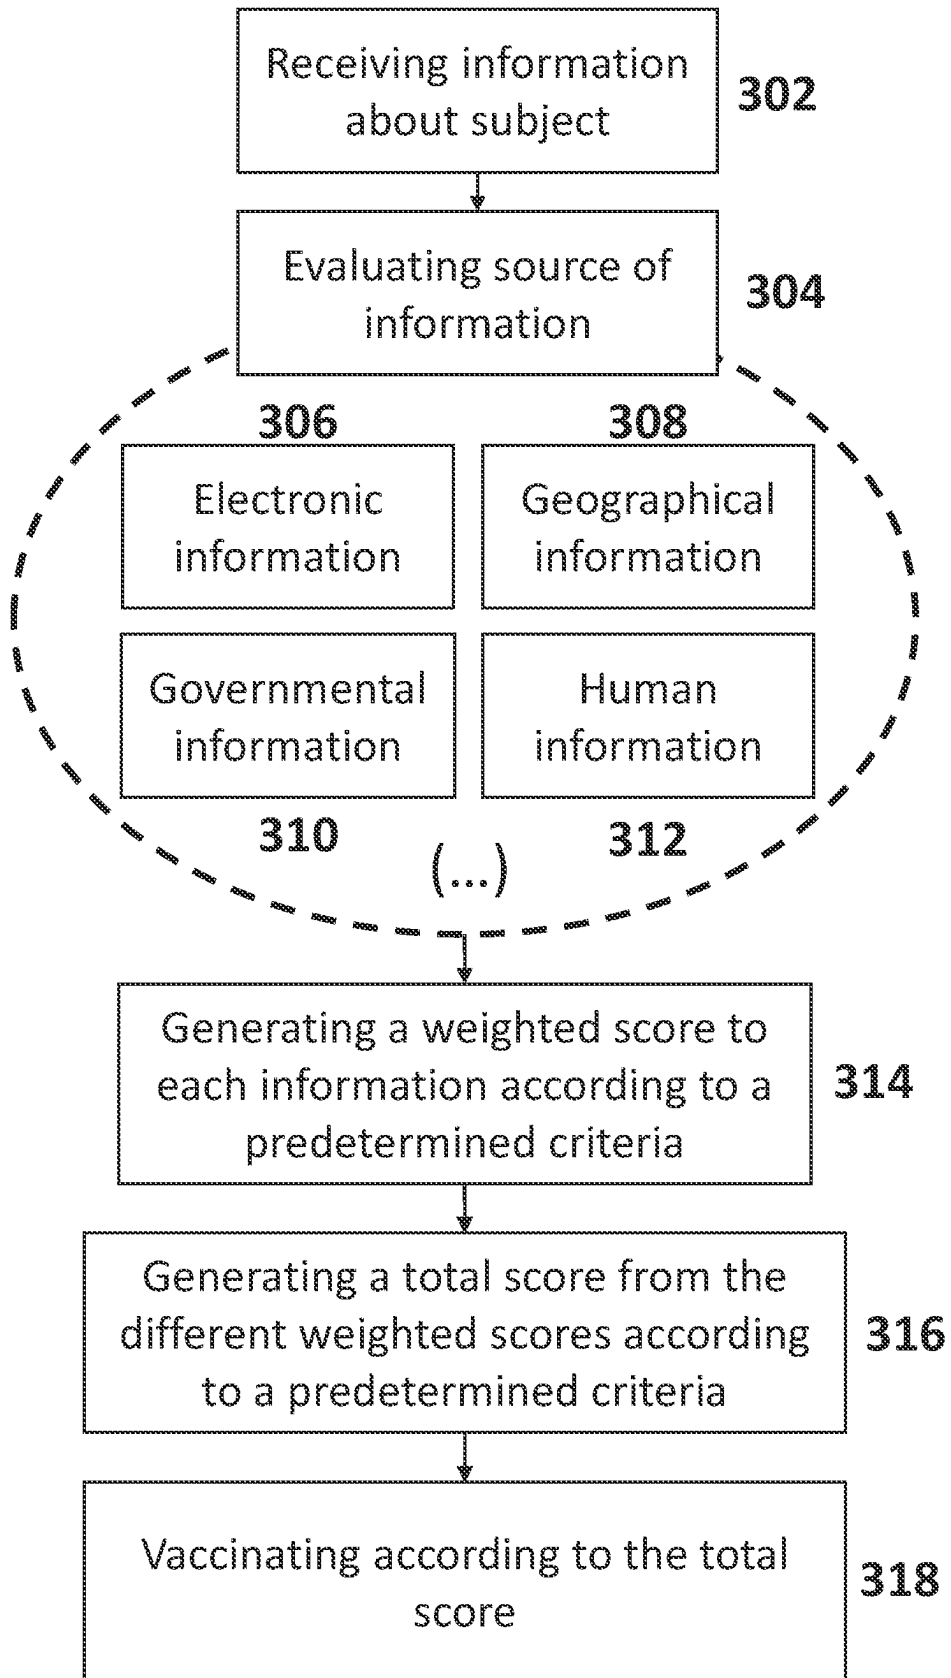 Receiving information
about subject
302
Evaluating source of
information
304
306
308
Electronic
information
Geographical
information
Governmental
information
Human
information
310
312
(...)
Generating a weighted score to
each information according to a
predetermined criteria
314
Generating a total score from the
different weighted scores according
to a predetermined criteria
316
Vaccinating according to the total
score
318